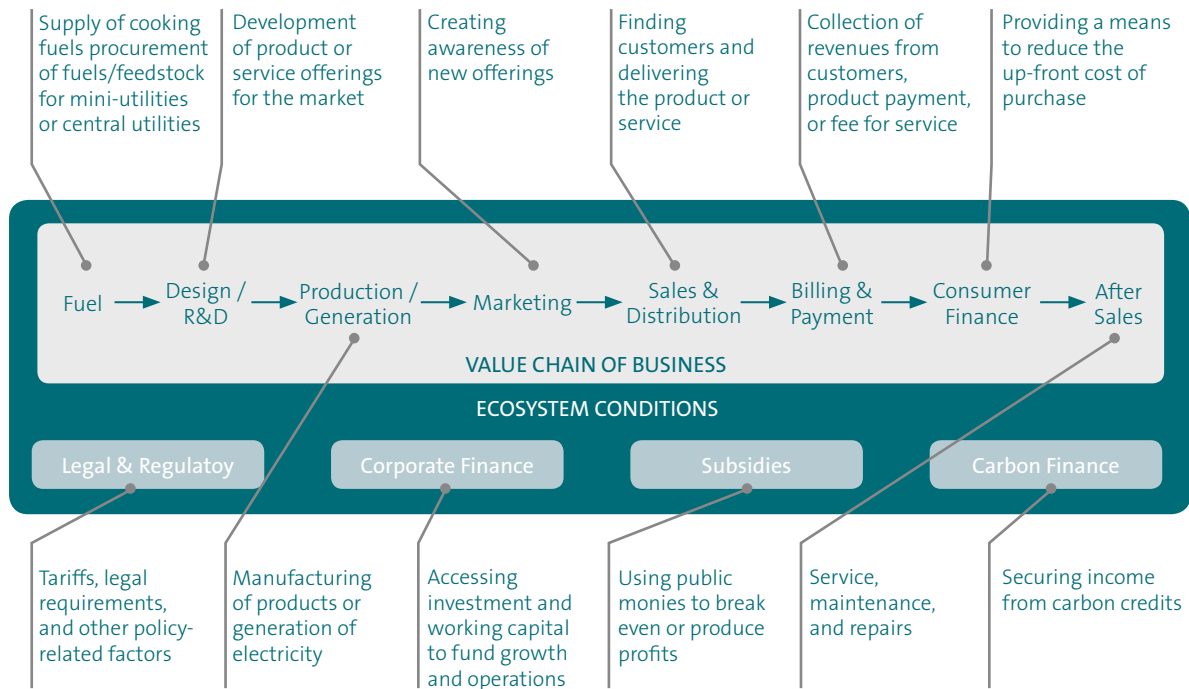 Supply of cooking
fuels procurement
of fuels/feedstock
for mini-utilities
or central utilities
Development
of product or
service offerings
for the market
Creating
awareness of
new offerings
Finding
customers and
delivering
the product or
service
Collection of
revenues from
customers,
product payment,
or fee for service
Providing a means
to reduce the
up-front cost of
purchase
Fuel
Design /
R&D
Production /
Generation
Marketing
Sales &
Distribution
Billing &
Payment
Consumer
Finance
After
Sales
VALUE CHAIN OF BUSINESS
ECOSYSTEM CONDITIONS
Legal & Regulatoy
Corporate Finance
Subsidies
Carbon Finance
Tariffs, legal
requirements,
and other policy-
related factors
Manufacturing
of products or
generation of
electricity
Accessing
investment and
working capital
to fund growth
and operations
Using public
monies to break
even or produce
profits
Service,
maintenance,
and repairs
Securing income
from carbon credits